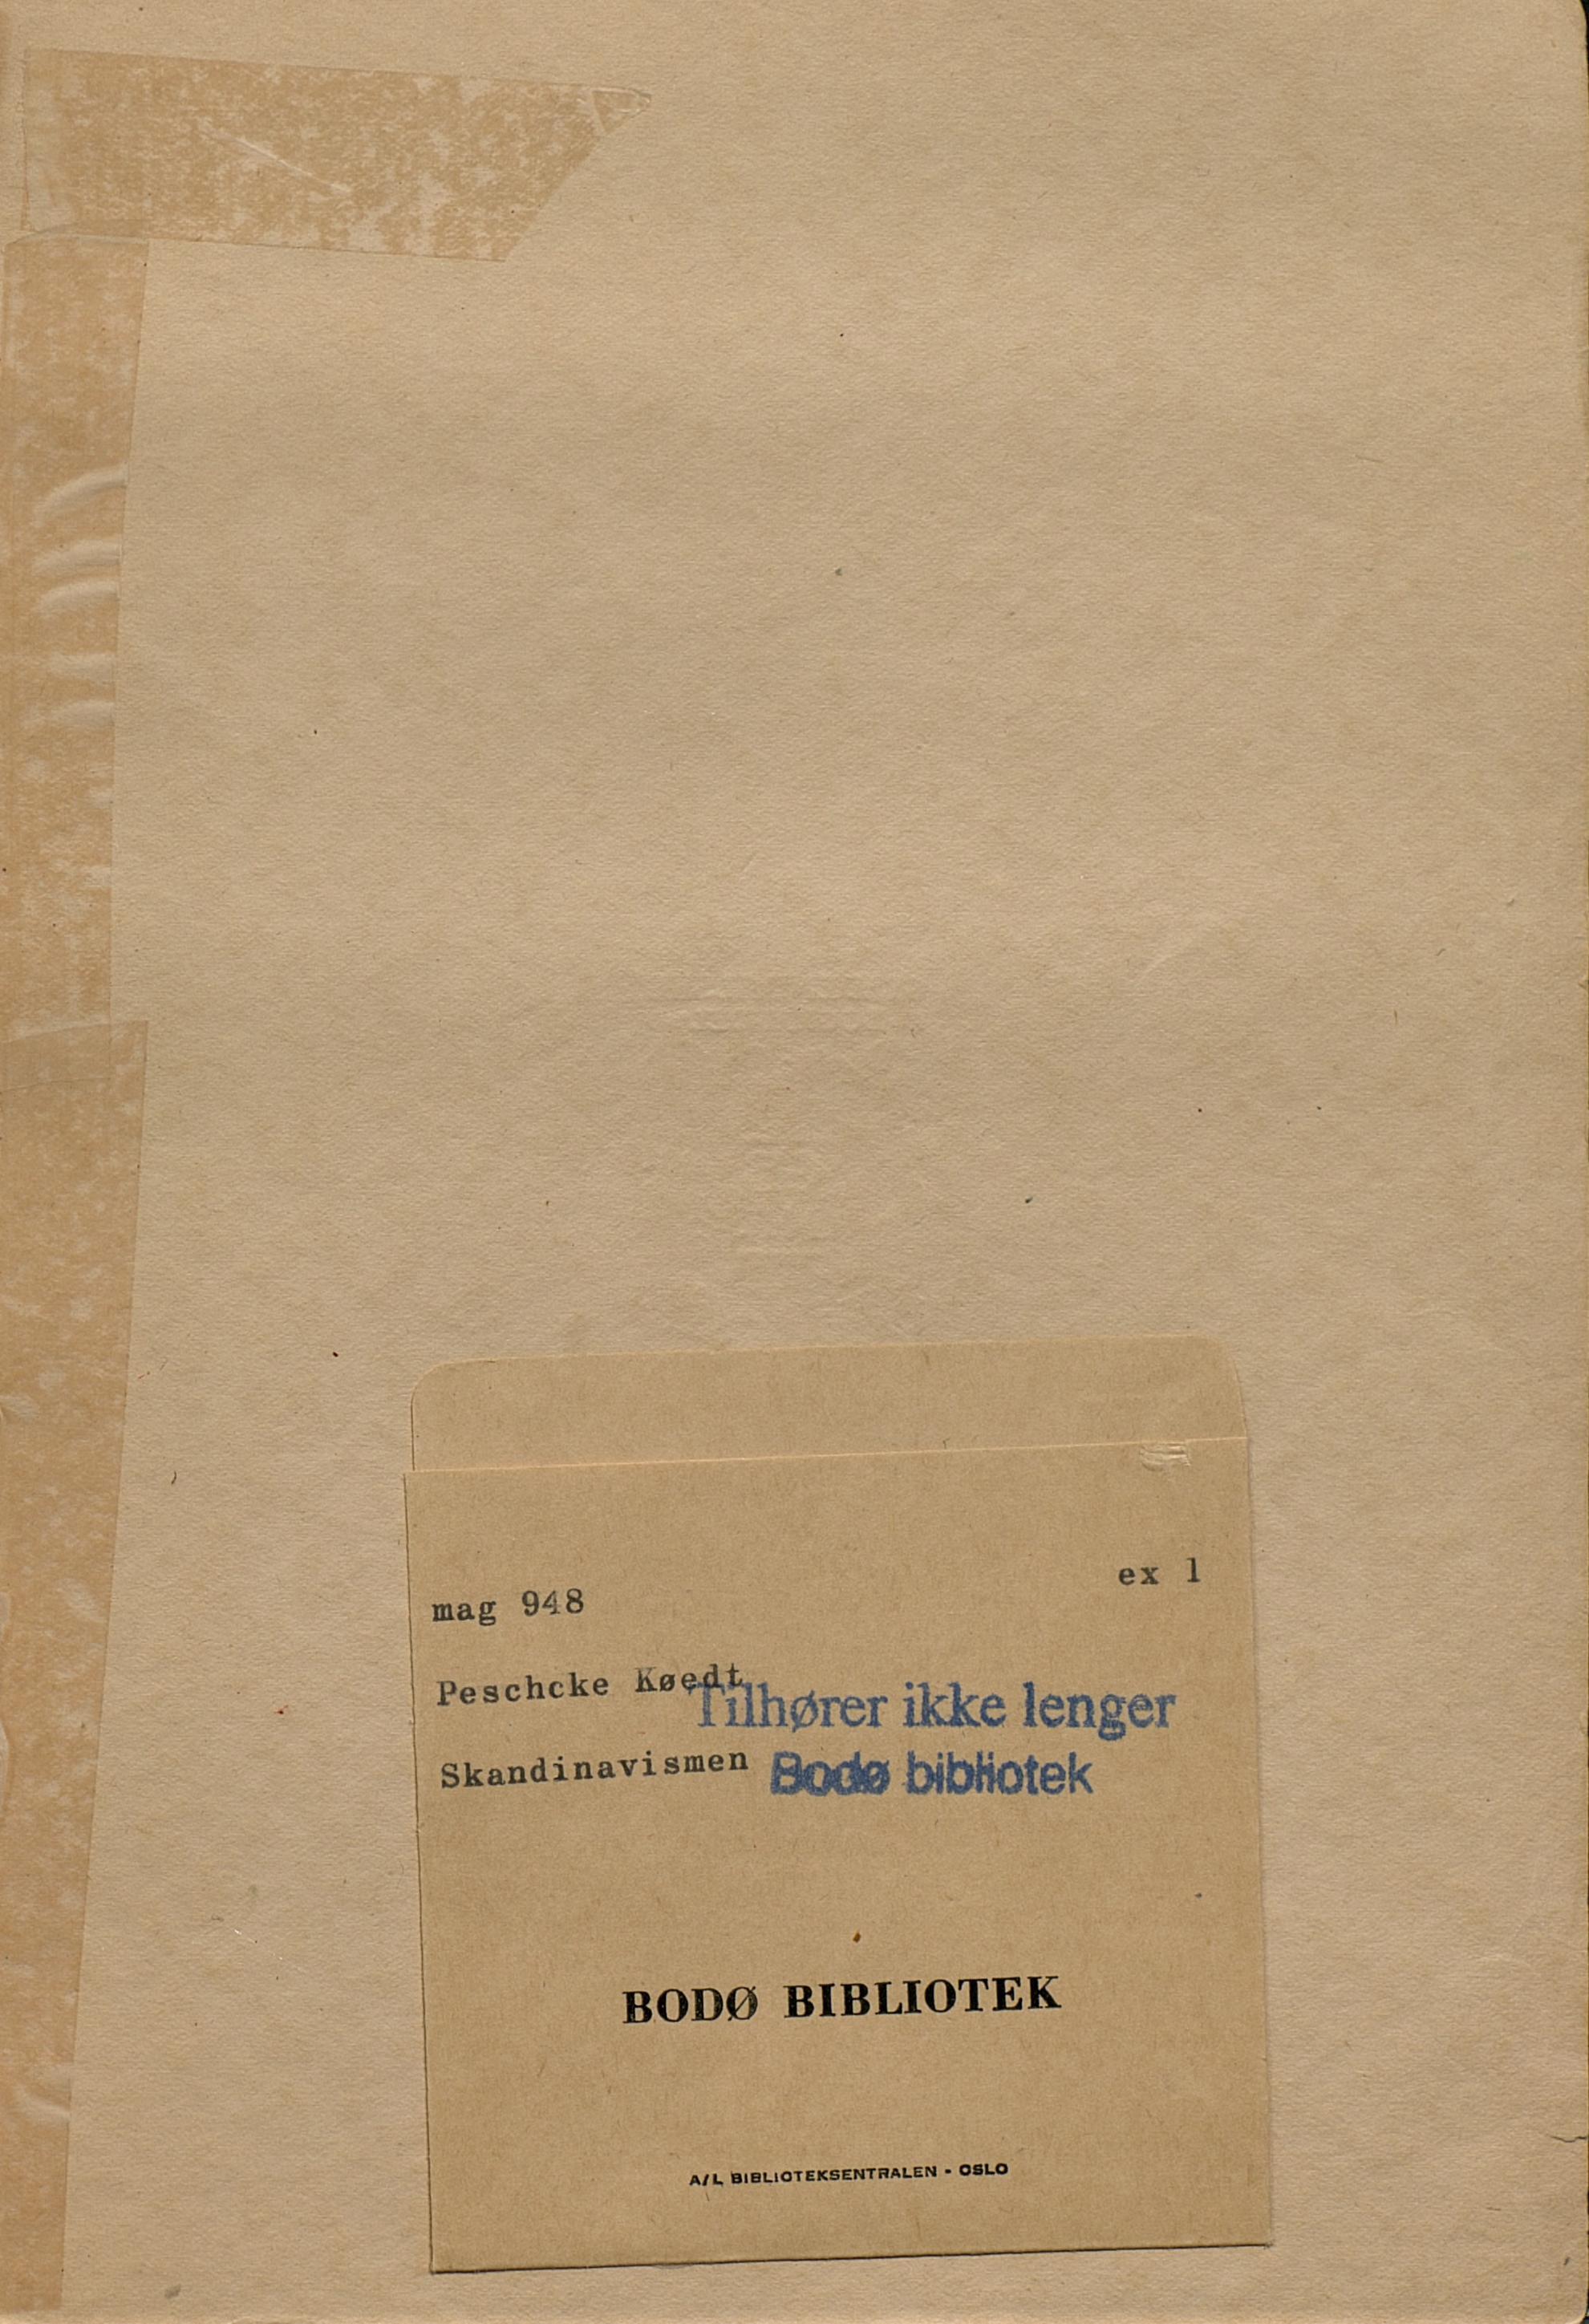 ex 1
mag 948
Peschcke Køedt
Tilhører ikke lenger
Skandinavismen
Bodø bibliotek
BODØ BIBLIOTEK
A/L BIBLIOTEKSENTRALEN - OSLO